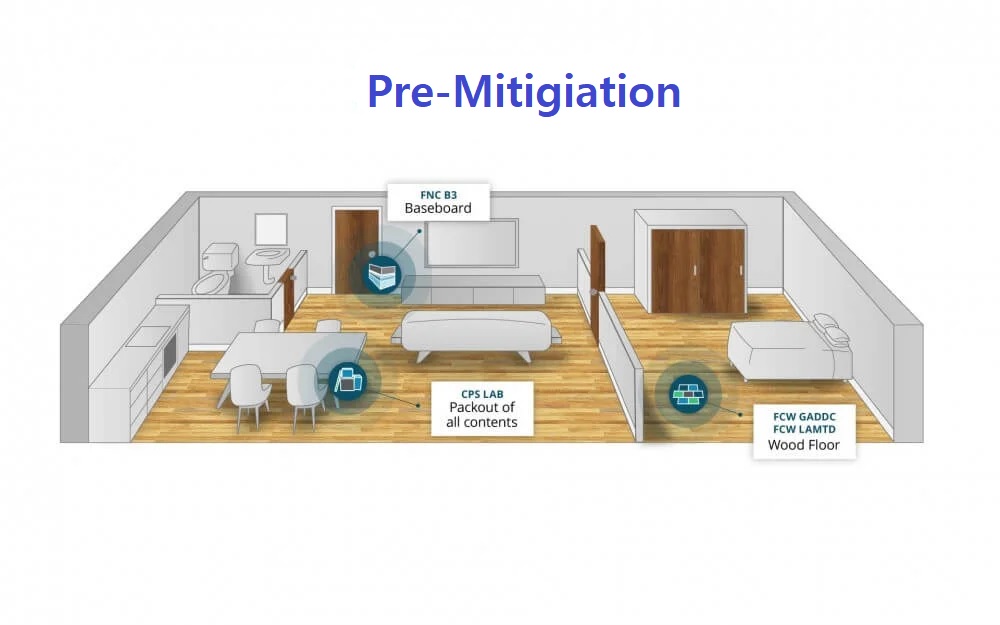 Pre-Mitigiation
FNC B3
Baseboard
CPS LAB
Packout of
all contents
FCW GADDC
FCW LAMTD
Wood Floor